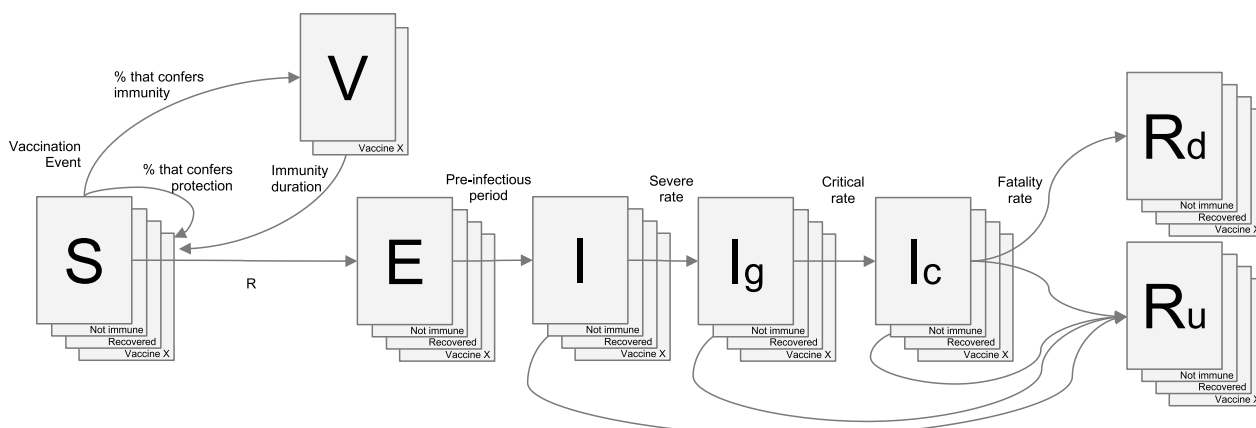 V
Vaccine X
% that confers
immunity
Vaccination
Event
% that confers
protection
Immunity
duration
S
Not immune
Recovered
Vaccine X
R
E
Not immune
Recovered
Vaccine X
Pre-infectious
period
I
Not immune
Recovered
Vaccine X
Severe
rate
Ig
Not immune
Recovered
Vaccine X
Critical
rate
Ic
Not immune
Recovered
Vaccine X
Fatality
rate
Rd
Not immune
Recovered
Vaccine X
Ru
Not immune
Recovered
Vaccine X